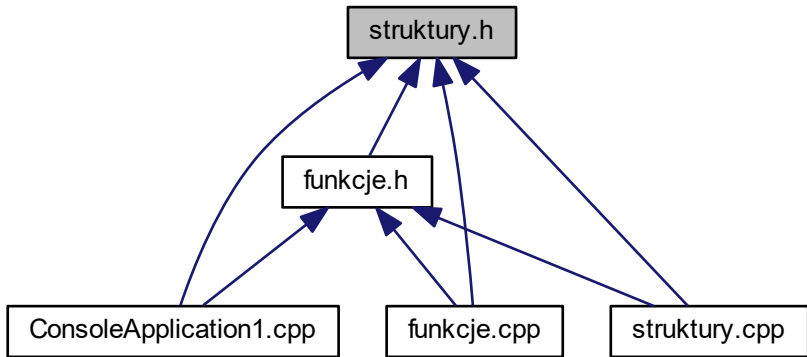 struktury.h
funkcje.h
ConsoleApplication1.cpp
funkcje.cpp
struktury.cpp